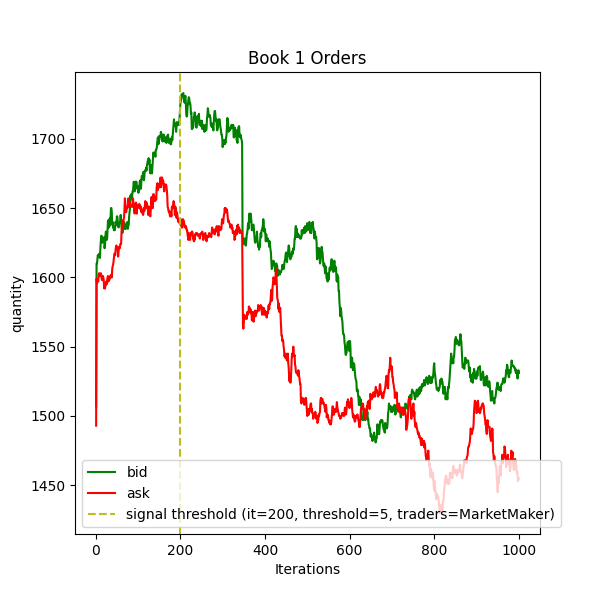 Book 1 Orders
quantity
1700
1650
1600
1550
1500
1450
bid
ask
signal threshold (it=200, threshold=5, traders=MarketMaker)
0 200 400 600 800 1000
Iterations